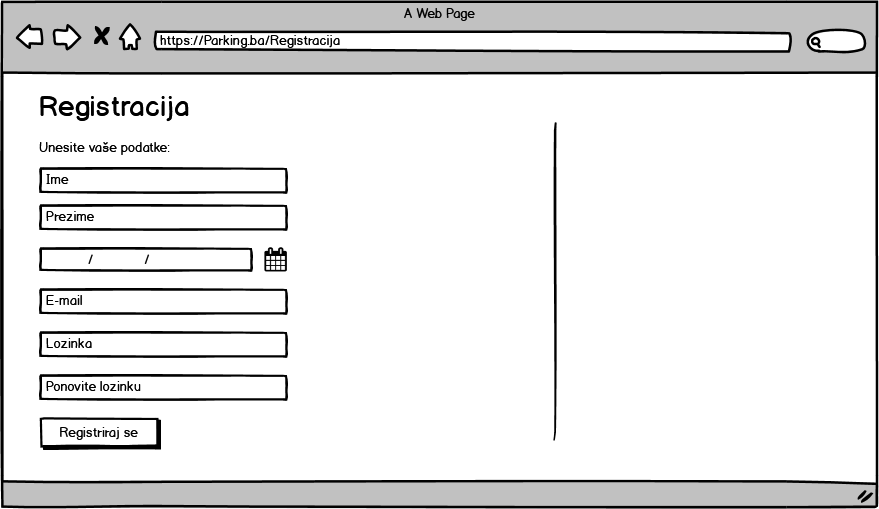 A Web Page
https://Parking.ba/Registracija
Registracija
Unesite vaše podatke:
Ime
Prezime
/ /
E-mail
Lozinka
Ponovite lozinku
Registriraj se